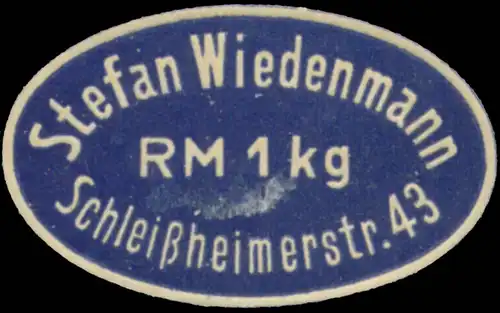 Stefan Wiedenmann
RM 1 kg
Schleißheimerstr. 43